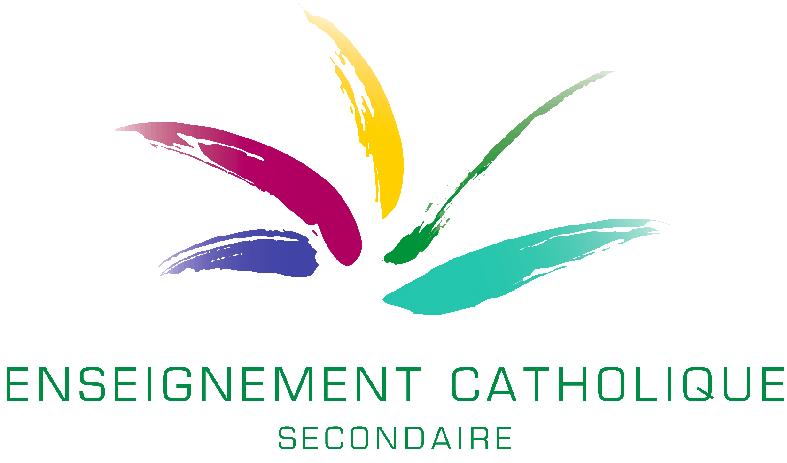 ENSEIGNEMENT CATHOLIQUE
SECONDAIRE